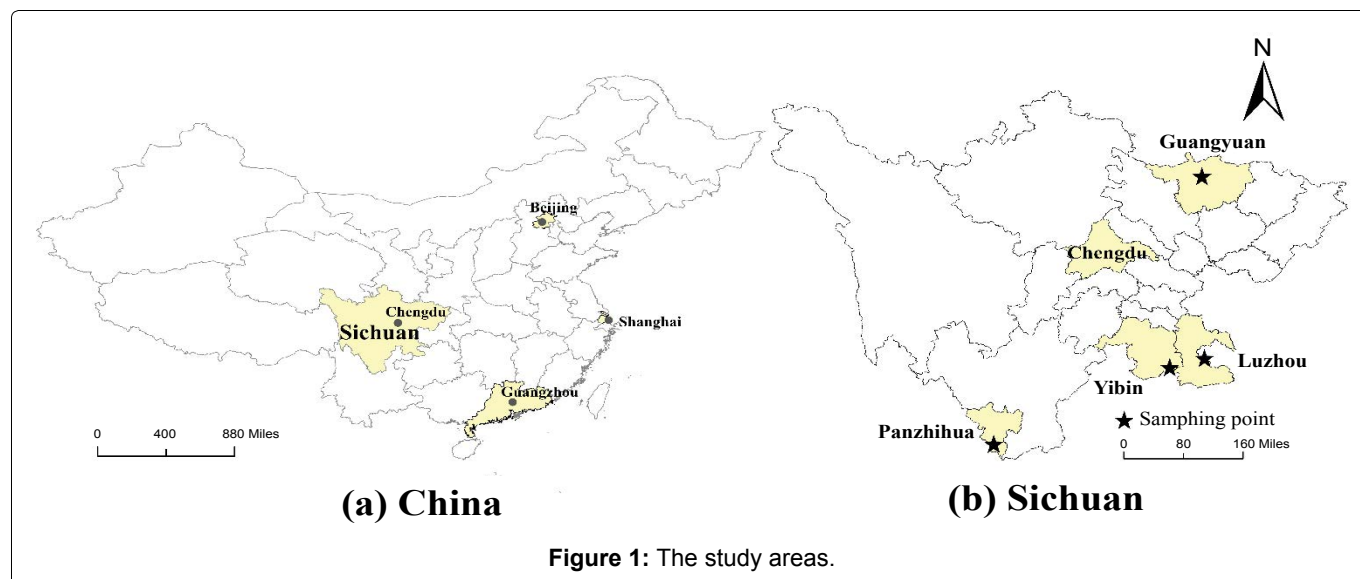 Beijing
Chengdu
Sichuan
Shanghai
Guangzhou
0 400 880 Miles
(a) China
N
Guangyuan
Chengdu
Luzhou
Yibin
Panzhihua
Samphing point
0 80 160 Miles
(b) Sichuan
Figure 1: The study areas.